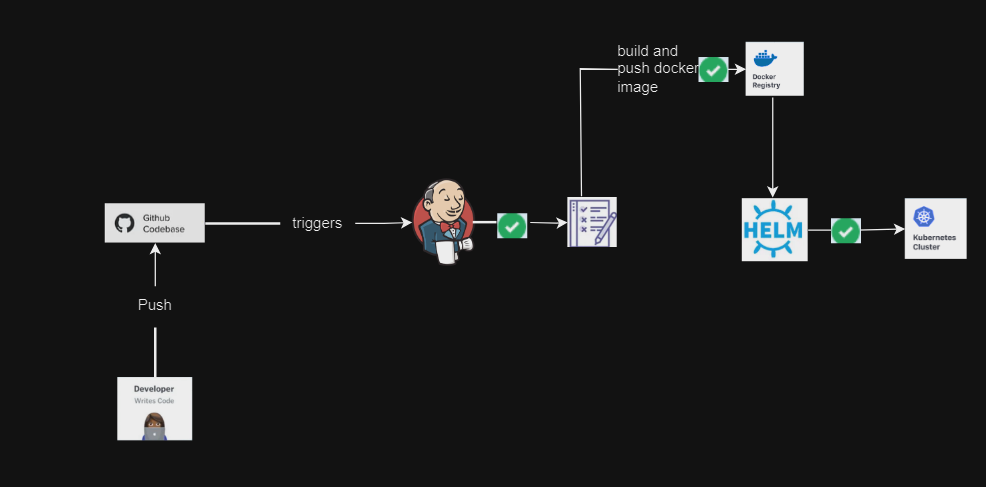 build and
push docker
image
Docker
Registry
Github
Codebase
triggers
HELM
Kubernetes
Cluster
Push
Developer
Writes Code